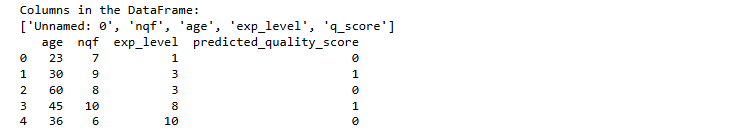 Columns in the DataFrame:
['Unnamed: 0', 'nqf', 'age', 'exp_level', 'q_score']
   age  nqf  exp_level  predicted_quality_score
0   23    7          1                        0
1   30    9          3                        1
2   60    8          3                        0
3   45   10          8                        1
4   36    6         10                        0